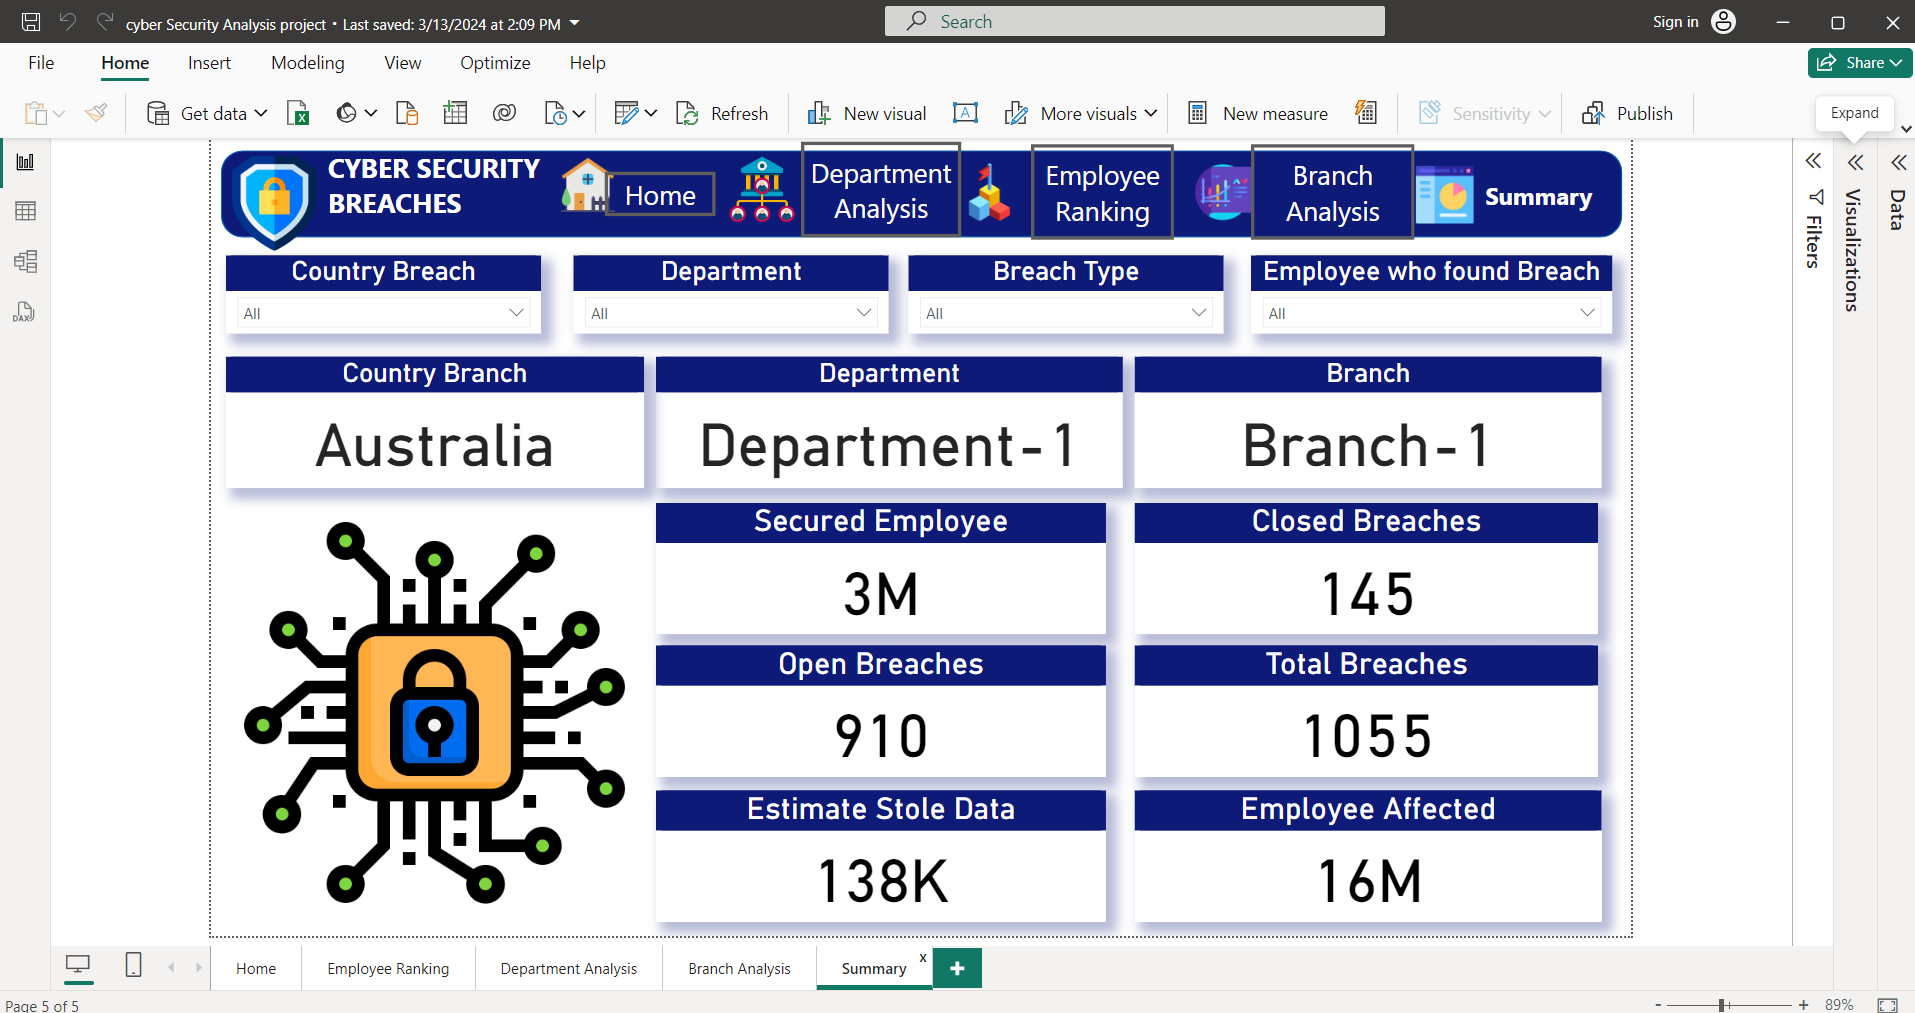 cyber Security Analysis project • Last saved: 3/13/2024 at 2:09 PM
Search
Sign in
File Home Insert Modeling View Optimize Help
Share
Get data
Refresh
New visual
More visuals
New measure
Sensitivity
Publish
Expand
DAX
CYBER SECURITY
BREACHES
Home
Department
Analysis
Employee
Ranking
Branch
Analysis
Summary
Filters
Visualizations
Data
Country Breach
All
Department
All
Breach Type
All
Employee who found Breach
All
Country Branch
Australia
Department
Department-1
Branch
Branch-1
Secured Employee
3M
Closed Breaches
145
Open Breaches
910
Total Breaches
1055
Estimate Stole Data
138K
Employee Affected
16M
Home
Employee Ranking
Department Analysis
Branch Analysis
Summary
x
+
Page 5 of 5
- + 89%